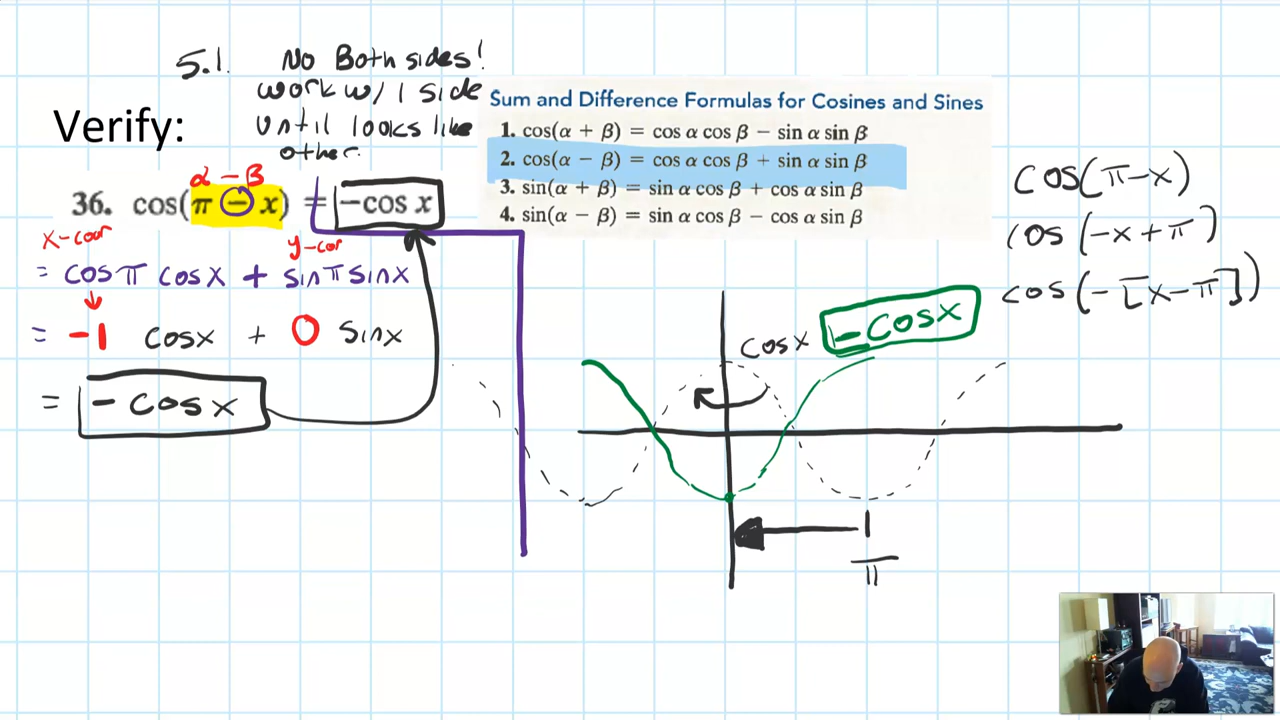 5.1. No Both sides!
work w/ 1 side
until looks like
other.
Verify:
Sum and Difference Formulas for Cosines and Sines
1. cos(α + β) = cos α cos β − sin α sin β
2. cos(α − β) = cos α cos β + sin α sin β
3. sin(α + β) = sin α cos β + cos α sin β
4. sin(α − β) = sin α cos β − cos α sin β
α − β
36. cos(π − x) = −cos x
x-coor y-cor
= cos π cos x + sin π sin x
= -1 cos x + 0 sin x
= - cos x
cos(π-x)
cos (-x+π)
cos (-[x-π])
cos x -cos x
π